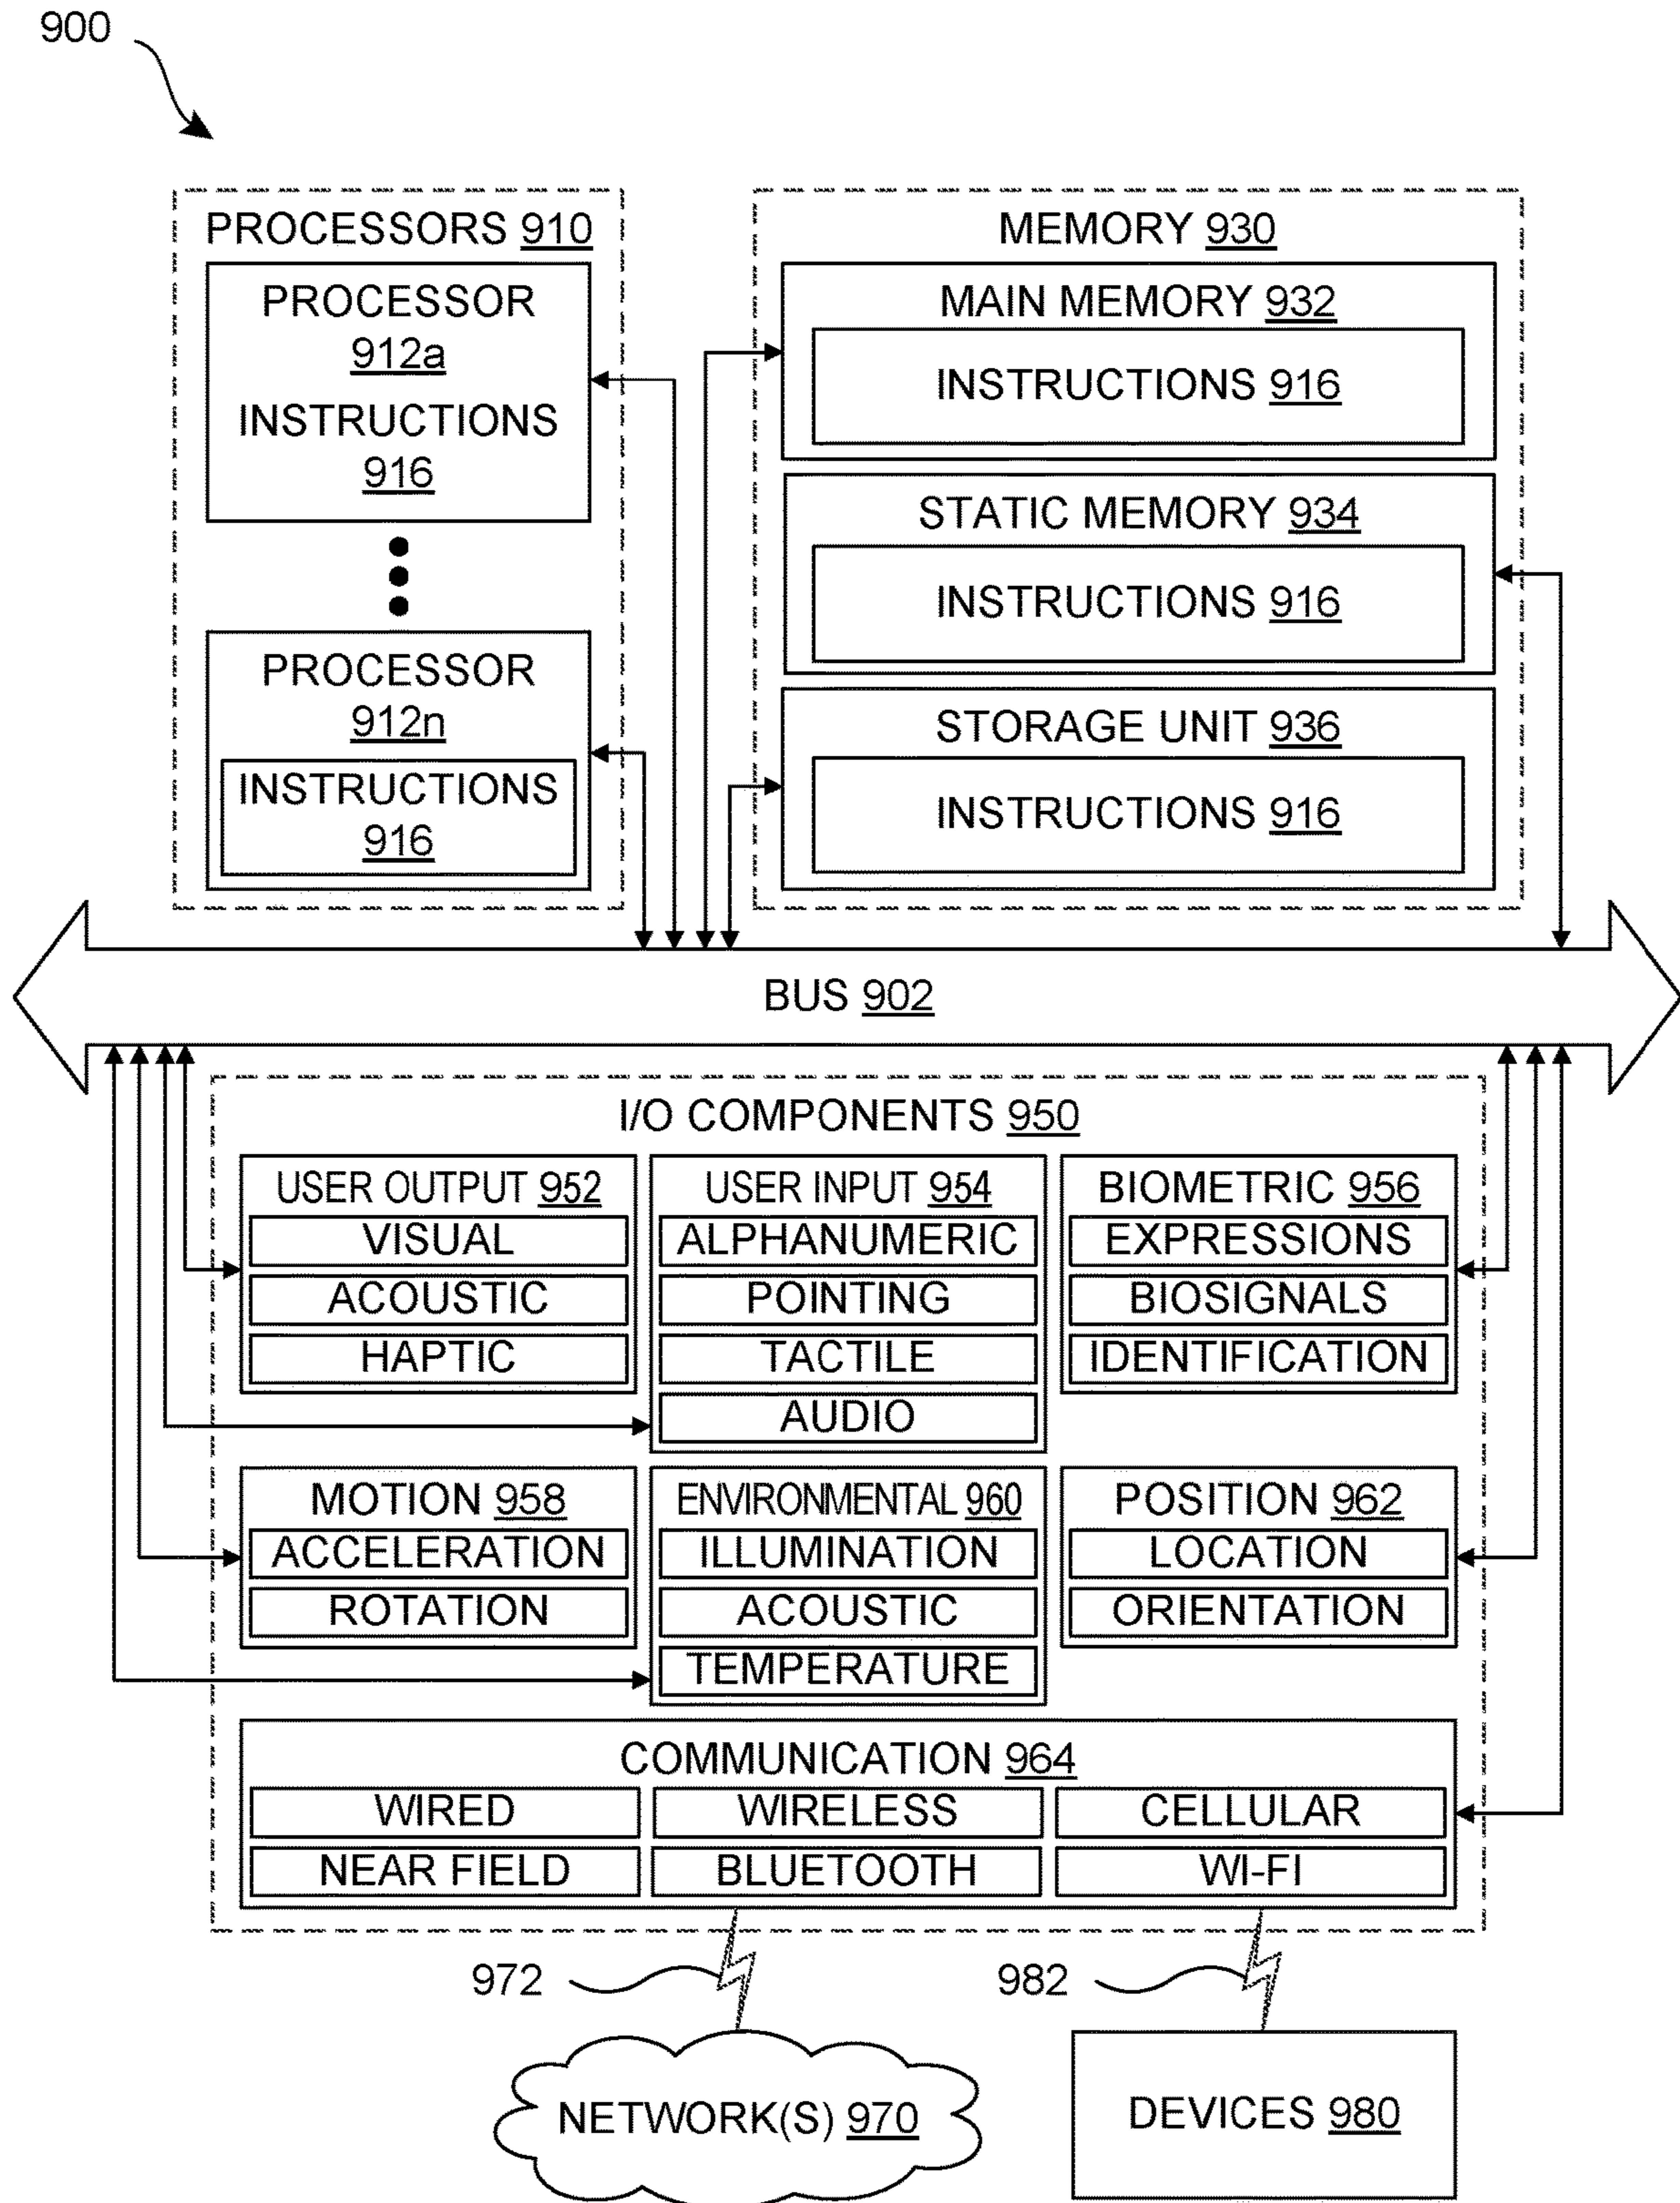 900
PROCESSORS 910
PROCESSOR
912a
INSTRUCTIONS
916
PROCESSOR
912n
INSTRUCTIONS
916
MEMORY 930
MAIN MEMORY 932
INSTRUCTIONS 916
STATIC MEMORY 934
INSTRUCTIONS 916
STORAGE UNIT 936
INSTRUCTIONS 916
BUS 902
I/O COMPONENTS 950
USER OUTPUT 952
VISUAL
ACOUSTIC
HAPTIC
USER INPUT 954
ALPHANUMERIC
POINTING
TACTILE
AUDIO
BIOMETRIC 956
EXPRESSIONS
BIOSIGNALS
IDENTIFICATION
MOTION 958
ACCELERATION
ROTATION
ENVIRONMENTAL 960
ILLUMINATION
ACOUSTIC
TEMPERATURE
POSITION 962
LOCATION
ORIENTATION
COMMUNICATION 964
WIRED
WIRELESS
CELLULAR
NEAR FIELD
BLUETOOTH
WI-FI
972
982
NETWORK(S) 970
DEVICES 980